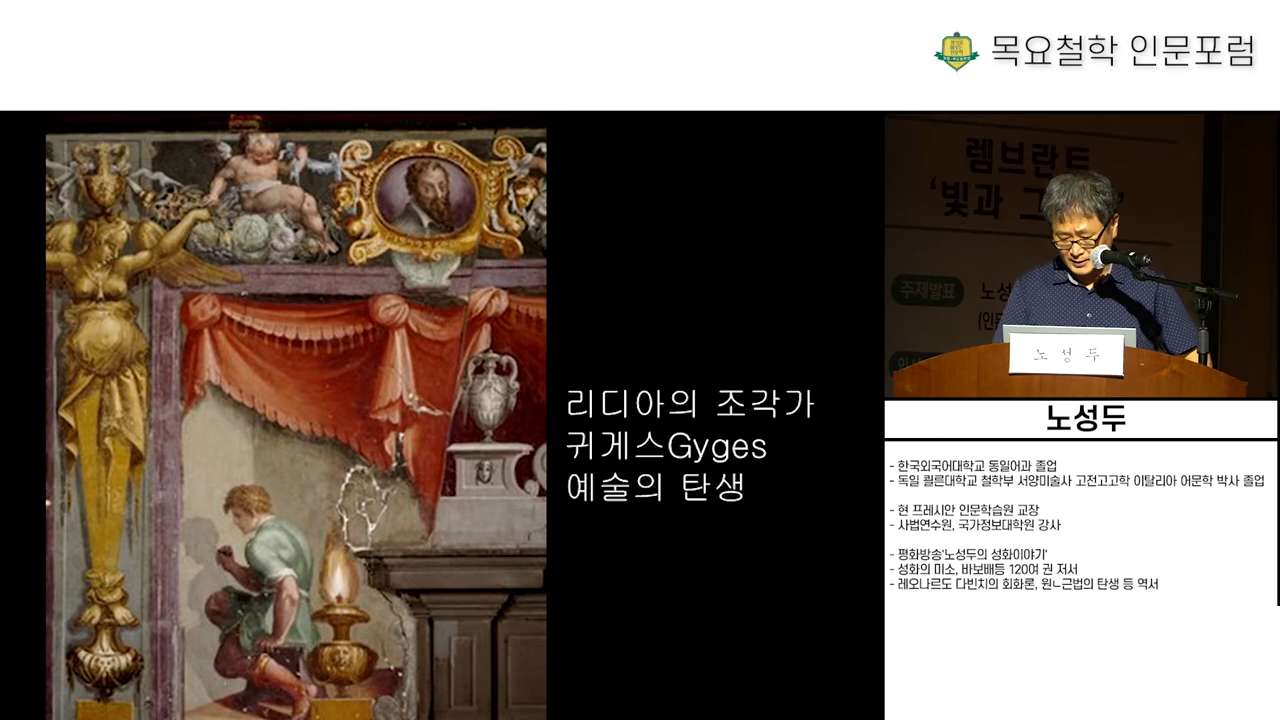 목요철학 인문포럼
리디아의 조각가
귀게스Gyges
예술의 탄생
렘브란트
'빛과 그
주제발표 노성
노 성 두
노성두
- 한국외국어대학교 동일어과 졸업
- 독일 쾰른대학교 철학부 서양미술사 고전고고학 이탈리아 어문학 박사 졸업
- 현 프레시안 인문학습원 교장
- 사법연수원, 국가정보대학원 강사
- 평화방송'노성두의 성화이야기'
- 성화의 미소, 바보배등 120여 권 저서
- 레오나르도 다빈치의 회화론, 원ㄴ근법의 탄생 등 역서